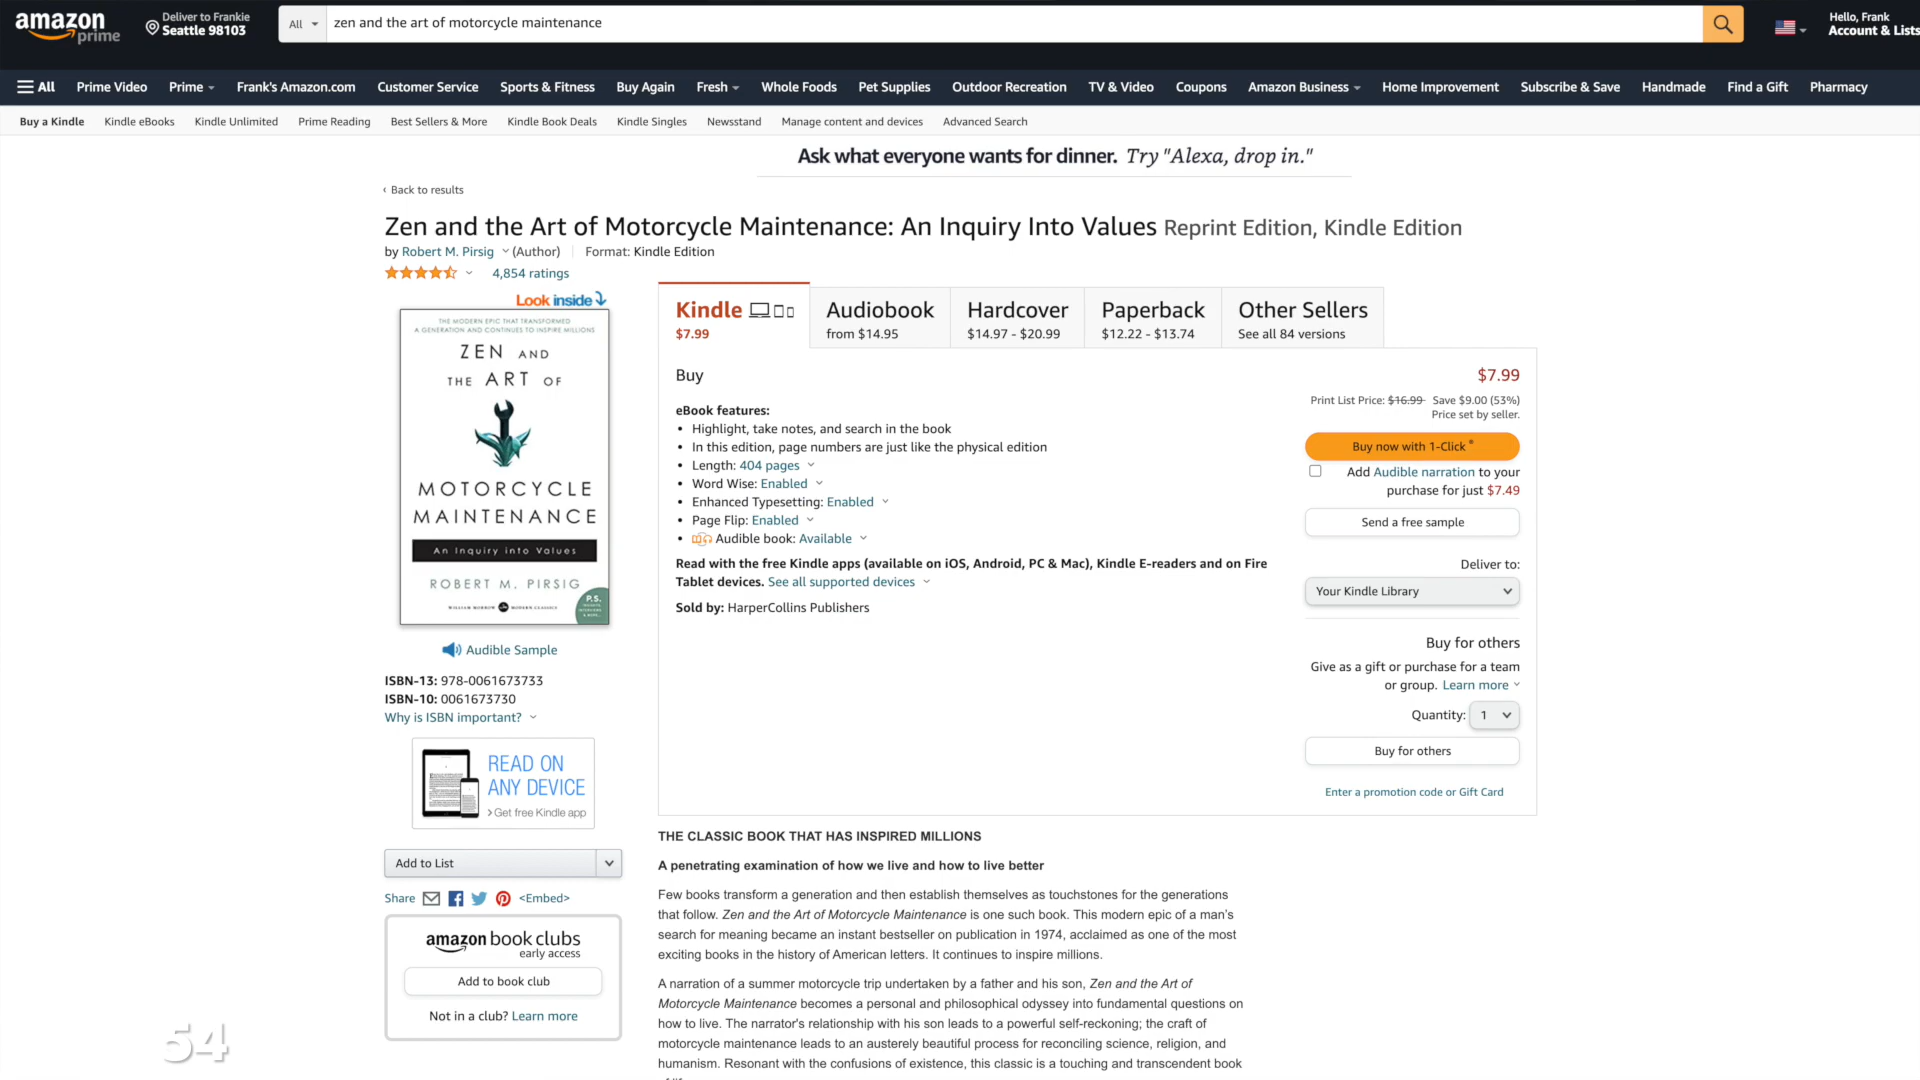 amazon prime
Deliver to Frankie
Seattle 98103
All
zen and the art of motorcycle maintenance
Hello, Frank
Account & Lists
All
Prime Video
Prime
Frank's Amazon.com
Customer Service
Sports & Fitness
Buy Again
Fresh
Whole Foods
Pet Supplies
Outdoor Recreation
TV & Video
Coupons
Amazon Business
Home Improvement
Subscribe & Save
Handmade
Find a Gift
Pharmacy
Buy a Kindle
Kindle eBooks
Kindle Unlimited
Prime Reading
Best Sellers & More
Kindle Book Deals
Kindle Singles
Newsstand
Manage content and devices
Advanced Search
Ask what everyone wants for dinner. Try "Alexa, drop in."
‹ Back to results
Zen and the Art of Motorcycle Maintenance: An Inquiry Into Values Reprint Edition, Kindle Edition
by Robert M. Pirsig (Author) | Format: Kindle Edition
4,854 ratings
Look inside
THE MODERN EPIC THAT TRANSFORMED
A GENERATION AND CONTINUES TO INSPIRE MILLIONS
ZEN AND
THE ART OF
MOTORCYCLE
MAINTENANCE
An Inquiry into Values
ROBERT M. PIRSIG
WILLIAM MORROW MODERN CLASSICS
P.S.
Audible Sample
ISBN-13: 978-0061673733
ISBN-10: 0061673730
Why is ISBN important?
READ ON
ANY DEVICE
› Get free Kindle app
Add to List
Share
<Embed>
amazon book clubs
early access
Add to book club
Not in a club? Learn more
54
Kindle
$7.99
Audiobook
from $14.95
Hardcover
$14.97 - $20.99
Paperback
$12.22 - $13.74
Other Sellers
See all 84 versions
Buy
eBook features:
• Highlight, take notes, and search in the book
• In this edition, page numbers are just like the physical edition
• Length: 404 pages
• Word Wise: Enabled
• Enhanced Typesetting: Enabled
• Page Flip: Enabled
• Audible book: Available
Read with the free Kindle apps (available on iOS, Android, PC & Mac), Kindle E-readers and on Fire
Tablet devices. See all supported devices
Sold by: HarperCollins Publishers
$7.99
Print List Price: $16.99 Save $9.00 (53%)
Price set by seller.
Buy now with 1-Click ®
Add Audible narration to your
purchase for just $7.49
Send a free sample
Deliver to:
Your Kindle Library
Buy for others
Give as a gift or purchase for a team
or group. Learn more
Quantity: 1
Buy for others
Enter a promotion code or Gift Card
THE CLASSIC BOOK THAT HAS INSPIRED MILLIONS
A penetrating examination of how we live and how to live better
Few books transform a generation and then establish themselves as touchstones for the generations
that follow. Zen and the Art of Motorcycle Maintenance is one such book. This modern epic of a man's
search for meaning became an instant bestseller on publication in 1974, acclaimed as one of the most
exciting books in the history of American letters. It continues to inspire millions.
A narration of a summer motorcycle trip undertaken by a father and his son, Zen and the Art of
Motorcycle Maintenance becomes a personal and philosophical odyssey into fundamental questions on
how to live. The narrator's relationship with his son leads to a powerful self-reckoning; the craft of
motorcycle maintenance leads to an austerely beautiful process for reconciling science, religion, and
humanism. Resonant with the confusions of existence, this classic is a touching and transcendent book